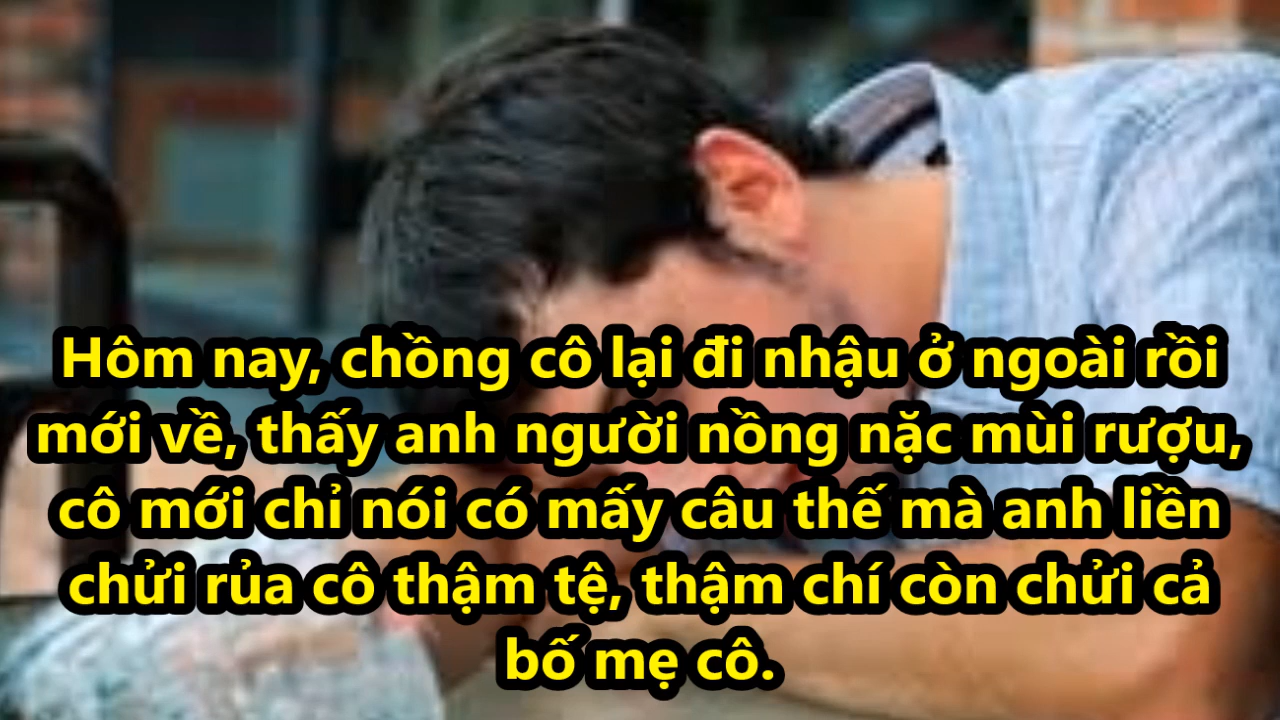 Hôm nay, chồng cô lại đi nhậu ở ngoài rồi
mới về, thấy anh người nồng nặc mùi rượu,
cô mới chỉ nói có mấy câu thế mà anh liền
chửi rủa cô thậm tệ, thậm chí còn chửi cả
bố mẹ cô.